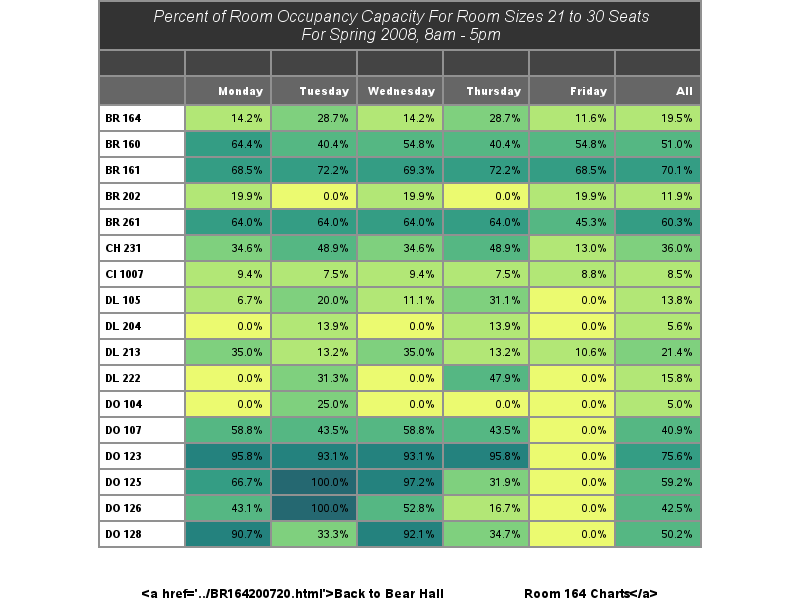 Percent of Room Occupancy Capacity For Room Sizes 21 to 30 Seats
For Spring 2008, 8am - 5pm
Monday Tuesday Wednesday Thursday Friday All
BR 164 14.2% 28.7% 14.2% 28.7% 11.6% 19.5%
BR 160 64.4% 40.4% 54.8% 40.4% 54.8% 51.0%
BR 161 68.5% 72.2% 69.3% 72.2% 68.5% 70.1%
BR 202 19.9% 0.0% 19.9% 0.0% 19.9% 11.9%
BR 261 64.0% 64.0% 64.0% 64.0% 45.3% 60.3%
CH 231 34.6% 48.9% 34.6% 48.9% 13.0% 36.0%
CI 1007 9.4% 7.5% 9.4% 7.5% 8.8% 8.5%
DL 105 6.7% 20.0% 11.1% 31.1% 0.0% 13.8%
DL 204 0.0% 13.9% 0.0% 13.9% 0.0% 5.6%
DL 213 35.0% 13.2% 35.0% 13.2% 10.6% 21.4%
DL 222 0.0% 31.3% 0.0% 47.9% 0.0% 15.8%
DO 104 0.0% 25.0% 0.0% 0.0% 0.0% 5.0%
DO 107 58.8% 43.5% 58.8% 43.5% 0.0% 40.9%
DO 123 95.8% 93.1% 93.1% 95.8% 0.0% 75.6%
DO 125 66.7% 100.0% 97.2% 31.9% 0.0% 59.2%
DO 126 43.1% 100.0% 52.8% 16.7% 0.0% 42.5%
DO 128 90.7% 33.3% 92.1% 34.7% 0.0% 50.2%
<a href='../BR164200720.html'>Back to Bear Hall Room 164 Charts</a>